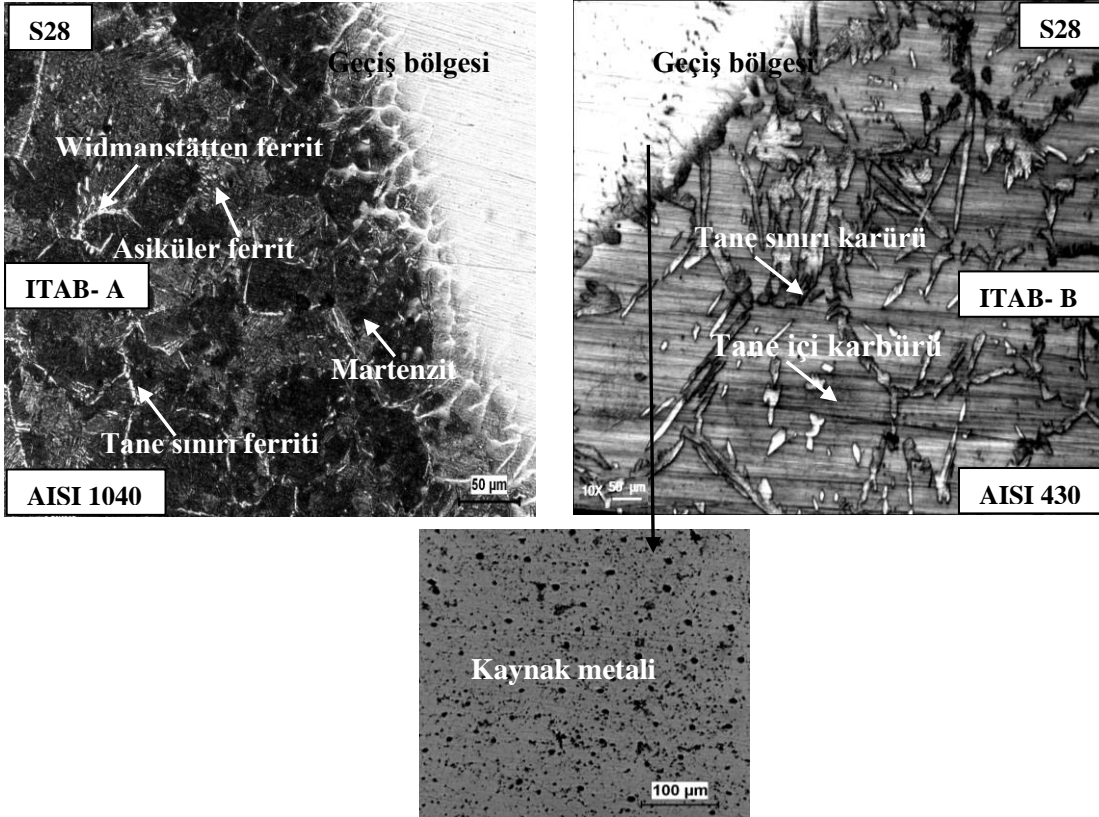 S28
Geçiş bölgesi
Widmanstätten ferrit
Asiküler ferrit
ITAB- A
Martenzit
Tane sınırı ferriti
AISI 1040
50 µm
S28
Geçiş bölgesi
Tane sınırı karürü
ITAB- B
Tane içi karbürü
AISI 430
10X 50 µm
Kaynak metali
100 µm